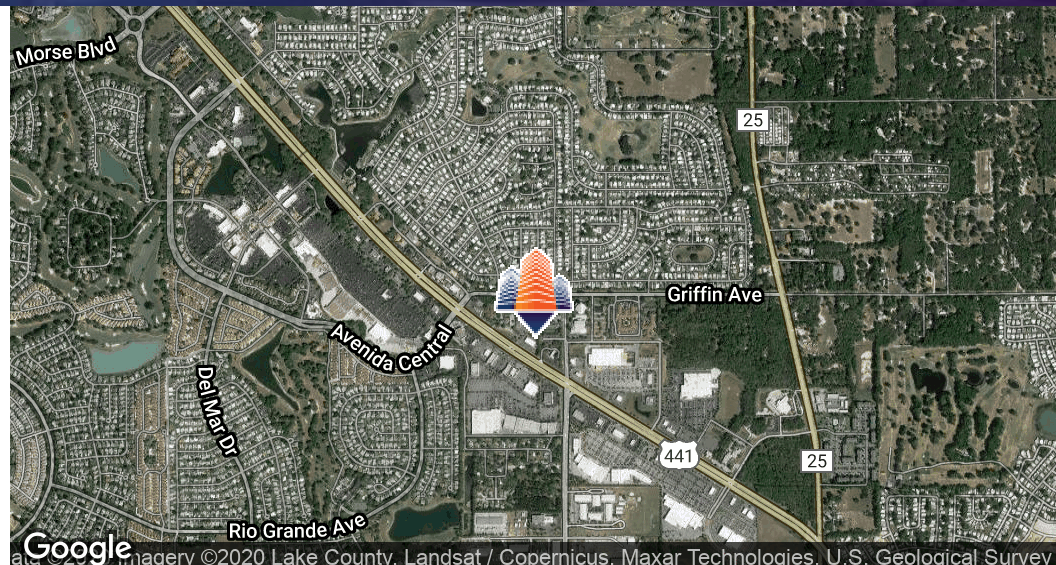 Morse Blvd
25
Griffin Ave
Avenida Central
Del Mar Dr
441
25
Rio Grande Ave
Google
Imagery ©2020 Lake County, Landsat / Copernicus, Maxar Technologies, U.S. Geological Survey